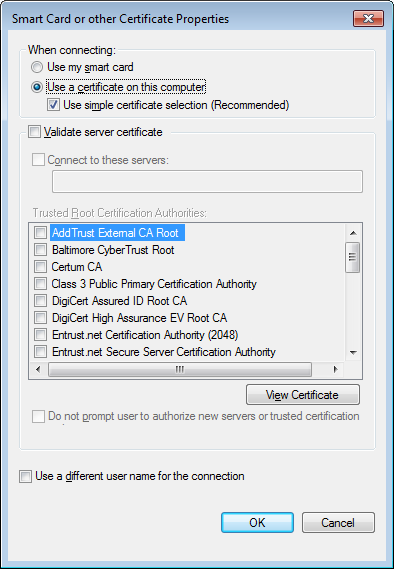 Smart Card or other Certificate Properties
When connecting:
Use my smart card
Use a certificate on this computer
Use simple certificate selection (Recommended)
Validate server certificate
Connect to these servers:
Trusted Root Certification Authorities:
AddTrust External CA Root
Baltimore CyberTrust Root
Certum CA
Class 3 Public Primary Certification Authority
DigiCert Assured ID Root CA
DigiCert High Assurance EV Root CA
Entrust.net Certification Authority (2048)
Entrust.net Secure Server Certification Authority
View Certificate
Do not prompt user to authorize new servers or trusted certification
Use a different user name for the connection
OK
Cancel